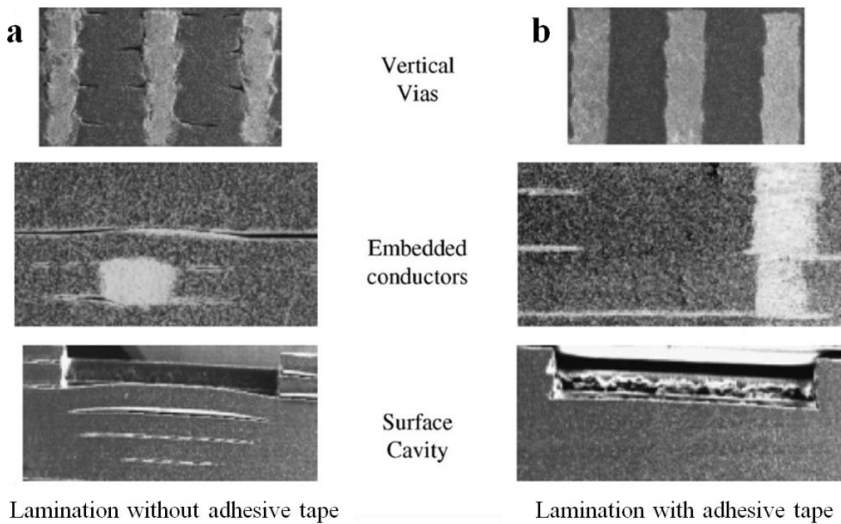 a
b
Vertical
Vias
Embedded
conductors
Surface
Cavity
Lamination without adhesive tape
Lamination with adhesive tape